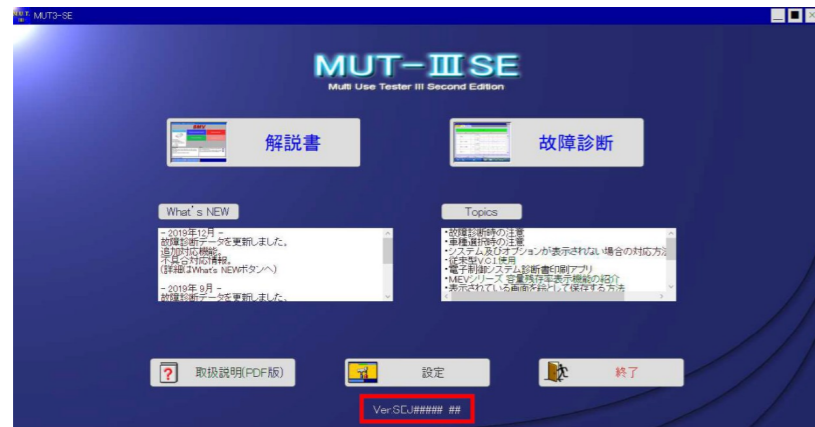 MUT3-SE
MUT-ⅢSE
Multi Use Tester III Second Edition
解説書
故障診断
What's NEW
Topics
- 2019年12月 -
故障診断データを更新しました。
追加対応機能。
不具合対応情報。
(詳細はWhat's NEWボタンへ)
- 2019年 9月 -
故障診断データを更新しました、
・故障診断時の注意
・車種選択時の注意
・システム及びオプションが表示されない場合の対応方法
・従来型V.C.I.使用
・電子制御システム診断書印刷アプリ
・MEVシリーズ 容量残存率表示機能の紹介
・表示されている画面を絵として保存する方法
取扱説明(PDF版)
設定
終了
Ver.SEJ##### ##